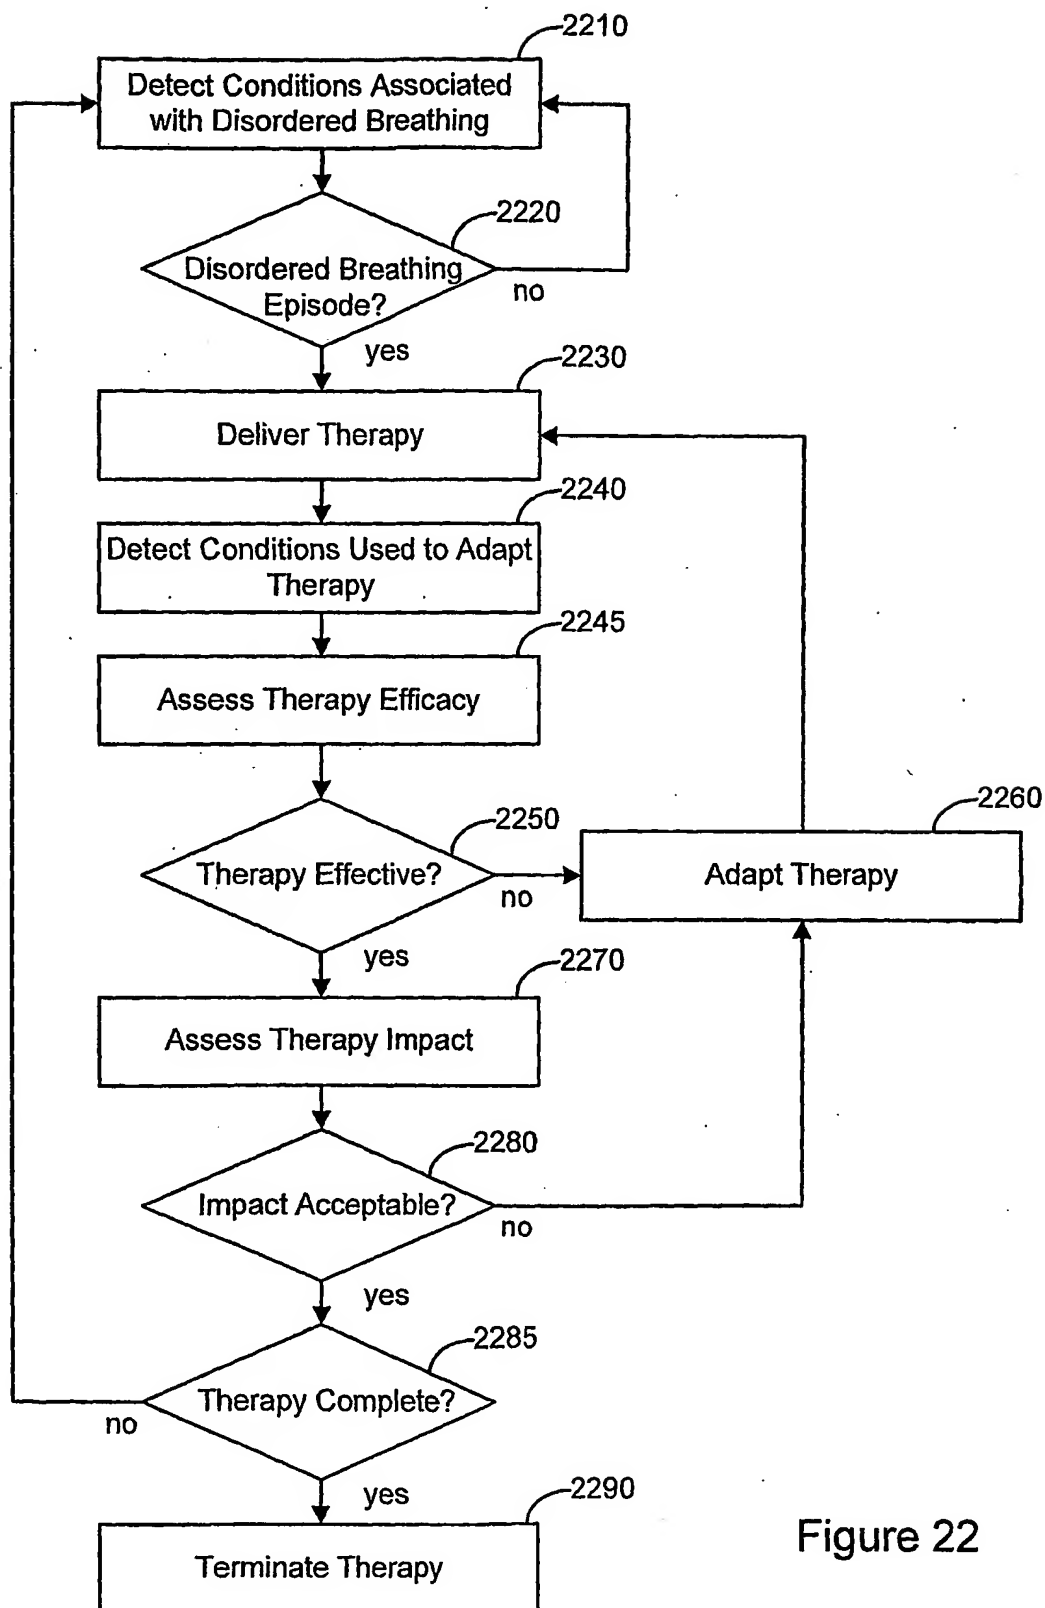 2210
Detect Conditions Associated
with Disordered Breathing
2220
Disordered Breathing
Episode?
no
yes
2230
Deliver Therapy
2240
Detect Conditions Used to Adapt
Therapy
2245
Assess Therapy Efficacy
2250
2260
Therapy Effective?
Adapt Therapy
no
yes
2270
Assess Therapy Impact
2280
Impact Acceptable?
no
yes
2285
Therapy Complete?
no
yes
2290
Terminate Therapy
Figure 22